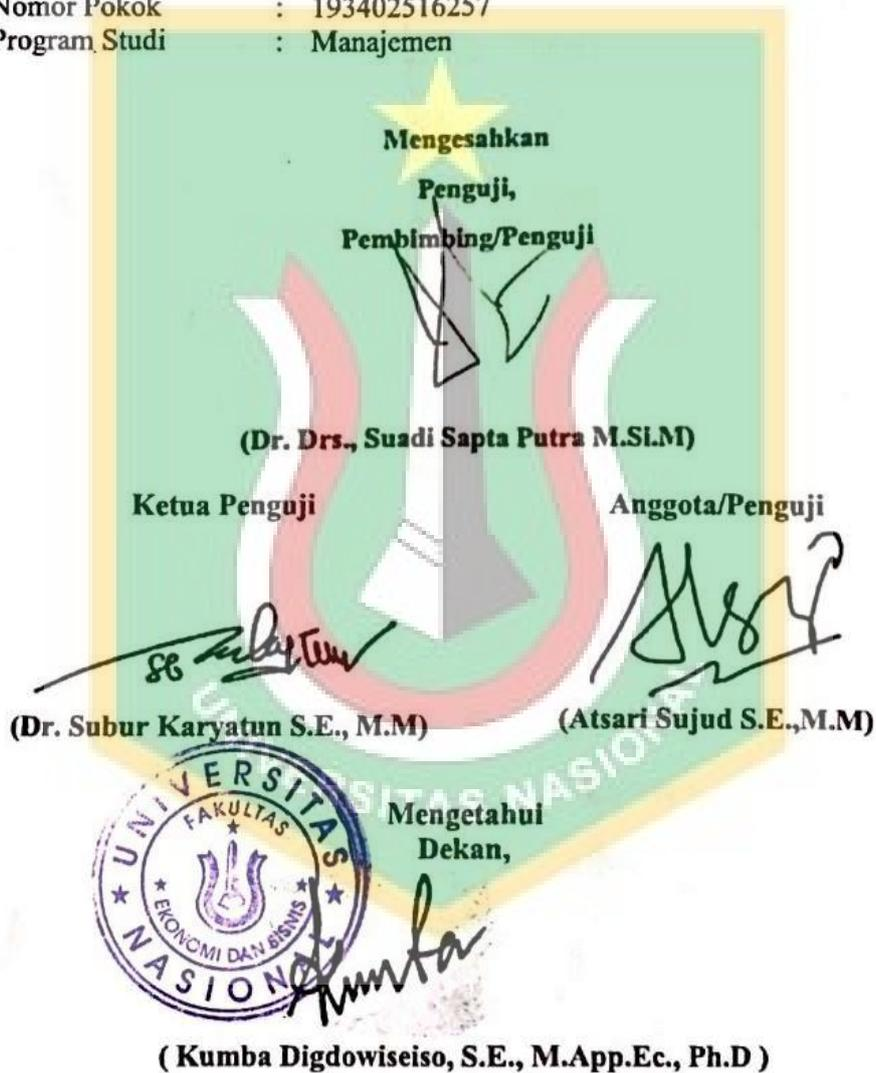 Nomor Pokok : 193402516257
Program Studi : Manajemen
Mengesahkan
Penguji,
Pembimbing/Penguji
(Dr. Drs., Suadi Sapta Putra M.Si.M)
Ketua Penguji
Anggota/Penguji
(Dr. Subur Karyatun S.E., M.M)
(Atsari Sujud S.E.,M.M)
UNIVERSITAS NASIONAL
UNIVERSITAS NASIONAL
FAKULTAS
EKONOMI DAN BISNIS
Mengetahui
Dekan,
( Kumba Digdowiseiso, S.E., M.App.Ec., Ph.D )